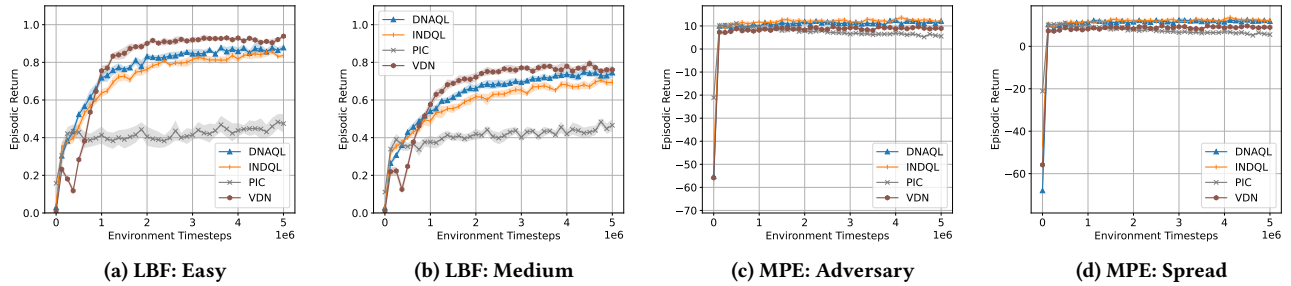 1.0
0.8
0.6
0.4
0.2
0.0
Episodic Return
0 1 2 3 4 5
Environment Timesteps
1e6
DNAQL
INDQL
PIC
VDN
(a) LBF: Easy
1.0
0.8
0.6
0.4
0.2
0.0
Episodic Return
0 1 2 3 4 5
Environment Timesteps
1e6
DNAQL
INDQL
PIC
VDN
(b) LBF: Medium
10
0
−10
−20
−30
−40
−50
−60
−70
Episodic Return
0 1 2 3 4 5
Environment Timesteps
1e6
DNAQL
INDQL
PIC
VDN
(c) MPE: Adversary
0
−20
−40
−60
Episodic Return
0 1 2 3 4 5
Environment Timesteps
1e6
DNAQL
INDQL
PIC
VDN
(d) MPE: Spread